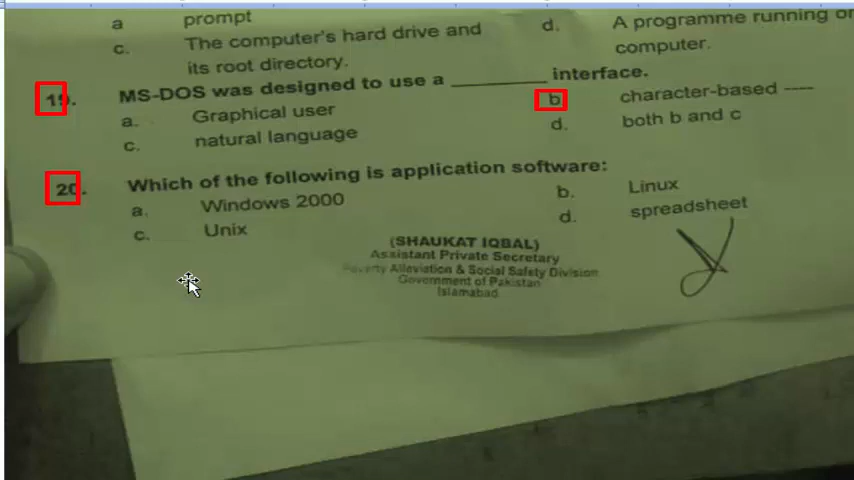 a prompt d. A programme running on
c. The computer's hard drive and computer.
its root directory.
19. MS-DOS was designed to use a ________ interface.
a. Graphical user b character-based ----
c. natural language d. both b and c
20. Which of the following is application software:
a. Windows 2000 b. Linux
c. Unix d. spreadsheet
(SHAUKAT IQBAL)
Assistant Private Secretary
Poverty Alleviation & Social Safety Division
Government of Pakistan
Islamabad